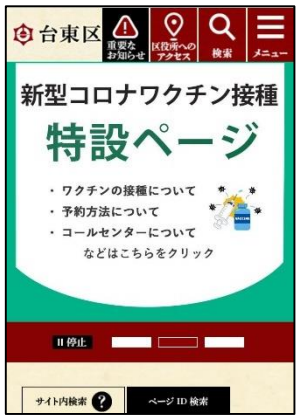 台東区
重要な
お知らせ
区役所への
アクセス
検索
メニュー
新型コロナワクチン接種
特設ページ
・ ワクチンの接種について
・ 予約方法について
・ コールセンターについて
などはこちらをクリック
VACCINE
停止
サイト内検索 ?
ページ ID 検索